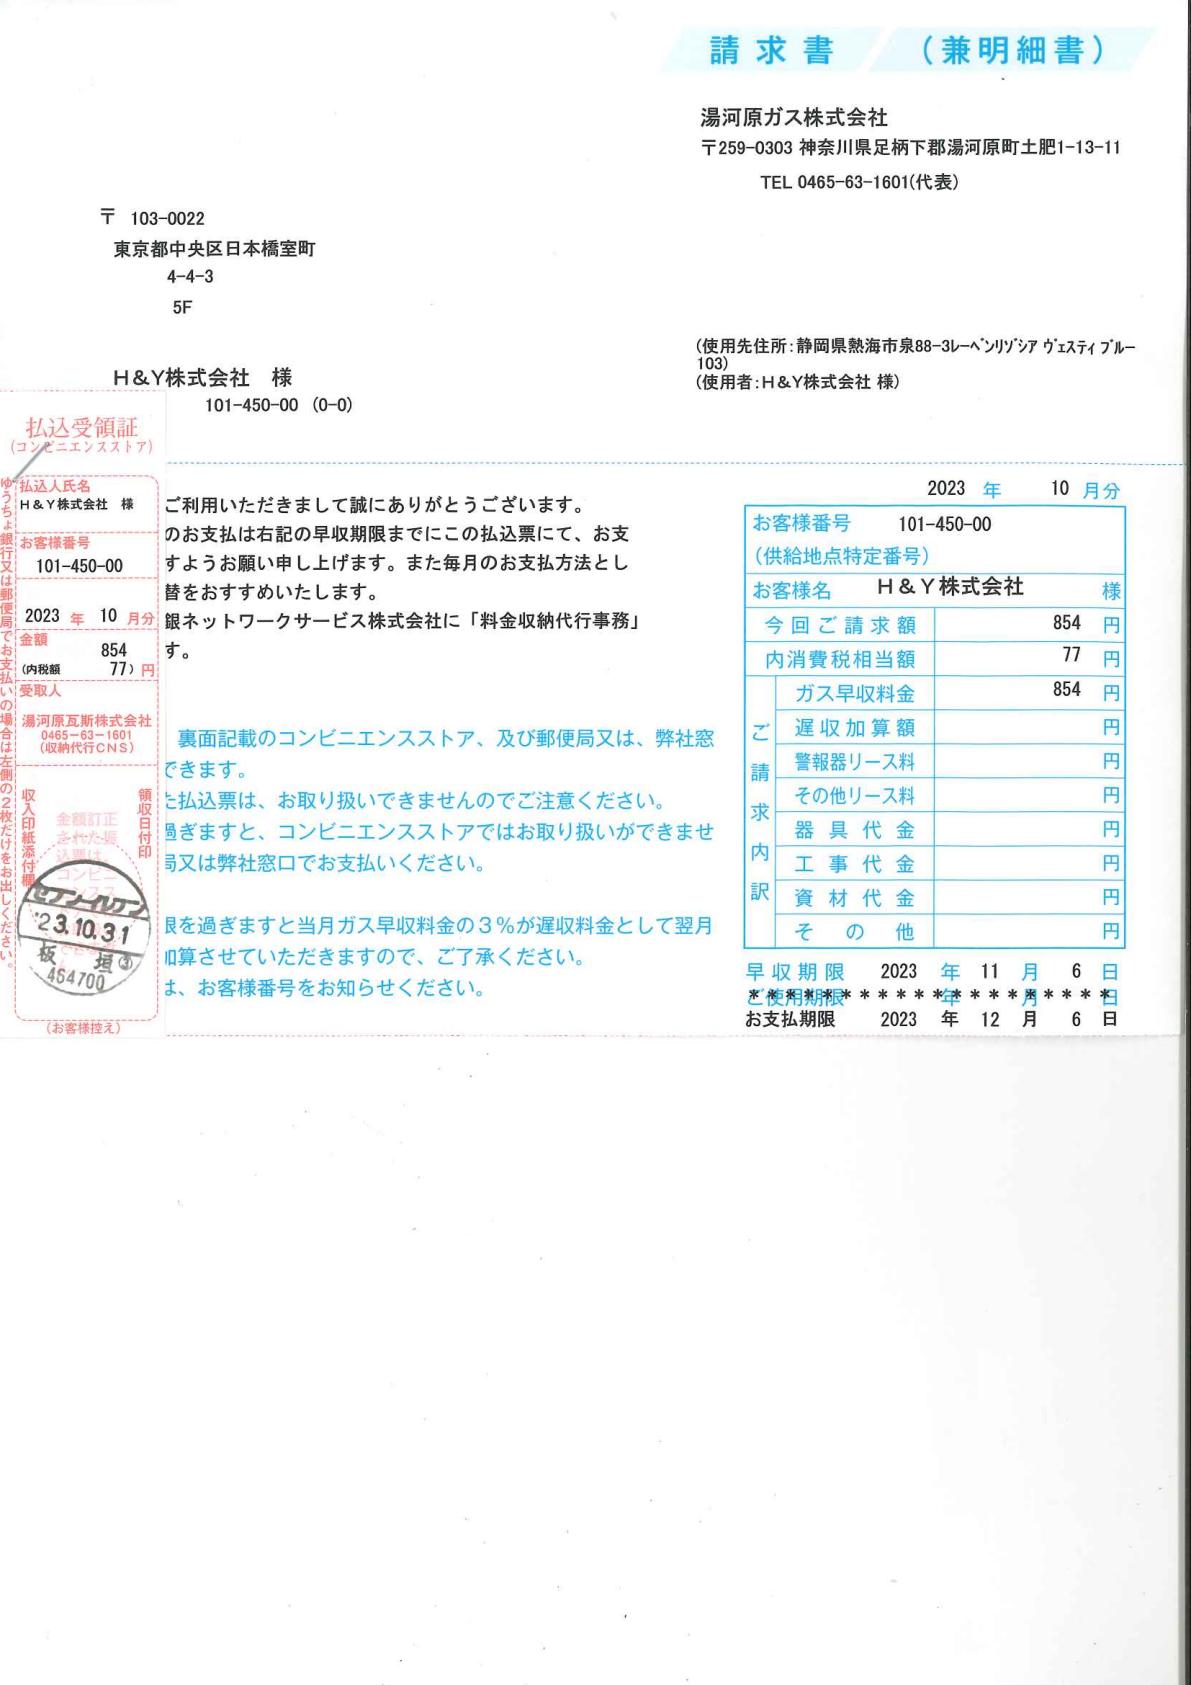 請求書 (兼明細書)
湯河原ガス株式会社
〒259-0303 神奈川県足柄下郡湯河原町土肥1-13-11
TEL 0465-63-1601(代表)
〒 103-0022
東京都中央区日本橋室町
4-4-3
5F
(使用先住所:静岡県熱海市泉88-3レーベンリゾシア ヴェスティブルー
103)
(使用者:H&Y株式会社 様)
H&Y株式会社 様
101-450-00 (0-0)
払込受領証
(コンビニエンスストア)
払込人氏名
H&Y株式会社 様
お客様番号
101-450-00
2023 年 10 月分
金額
854
(内税額 77) 円
受取人
湯河原瓦斯株式会社
0465-63-1601
(収納代行CNS)
収入印紙添付欄
領収日付印
金額訂正
された振
込票は、
コンビニ
セブン-イレブン
'23.10.31
板垣③
464700
(お客様控え)
ゆうちょ銀行又は郵便局でお支払いの場合は左側の2枚だけをお出しください。
ご利用いただきまして誠にありがとうございます。
のお支払は右記の早収期限までにこの払込票にて、お支
すようお願い申し上げます。また毎月のお支払方法とし
替をおすすめいたします。
銀ネットワークサービス株式会社に「料金収納代行事務」
す。
裏面記載のコンビニエンスストア、及び郵便局又は、弊社窓
できます。
た払込票は、お取り扱いできませんのでご注意ください。
過ぎますと、コンビニエンスストアではお取り扱いができませ
局又は弊社窓口でお支払いください。
限を過ぎますと当月ガス早収料金の3%が遅収料金として翌月
加算させていただきますので、ご了承ください。
は、お客様番号をお知らせください。
2023 年 10 月分
お客様番号 101-450-00
(供給地点特定番号)
お客様名 H&Y株式会社 様
今回ご請求額 854 円
内消費税相当額 77 円
ご請求内訳
ガス早収料金 854 円
遅収加算額 円
警報器リース料 円
その他リース料 円
器具代金 円
工事代金 円
資材代金 円
その他 円
早収期限 2023 年 11 月 6 日
ご使用期限 年 月 日
お支払期限 2023 年 12 月 6 日